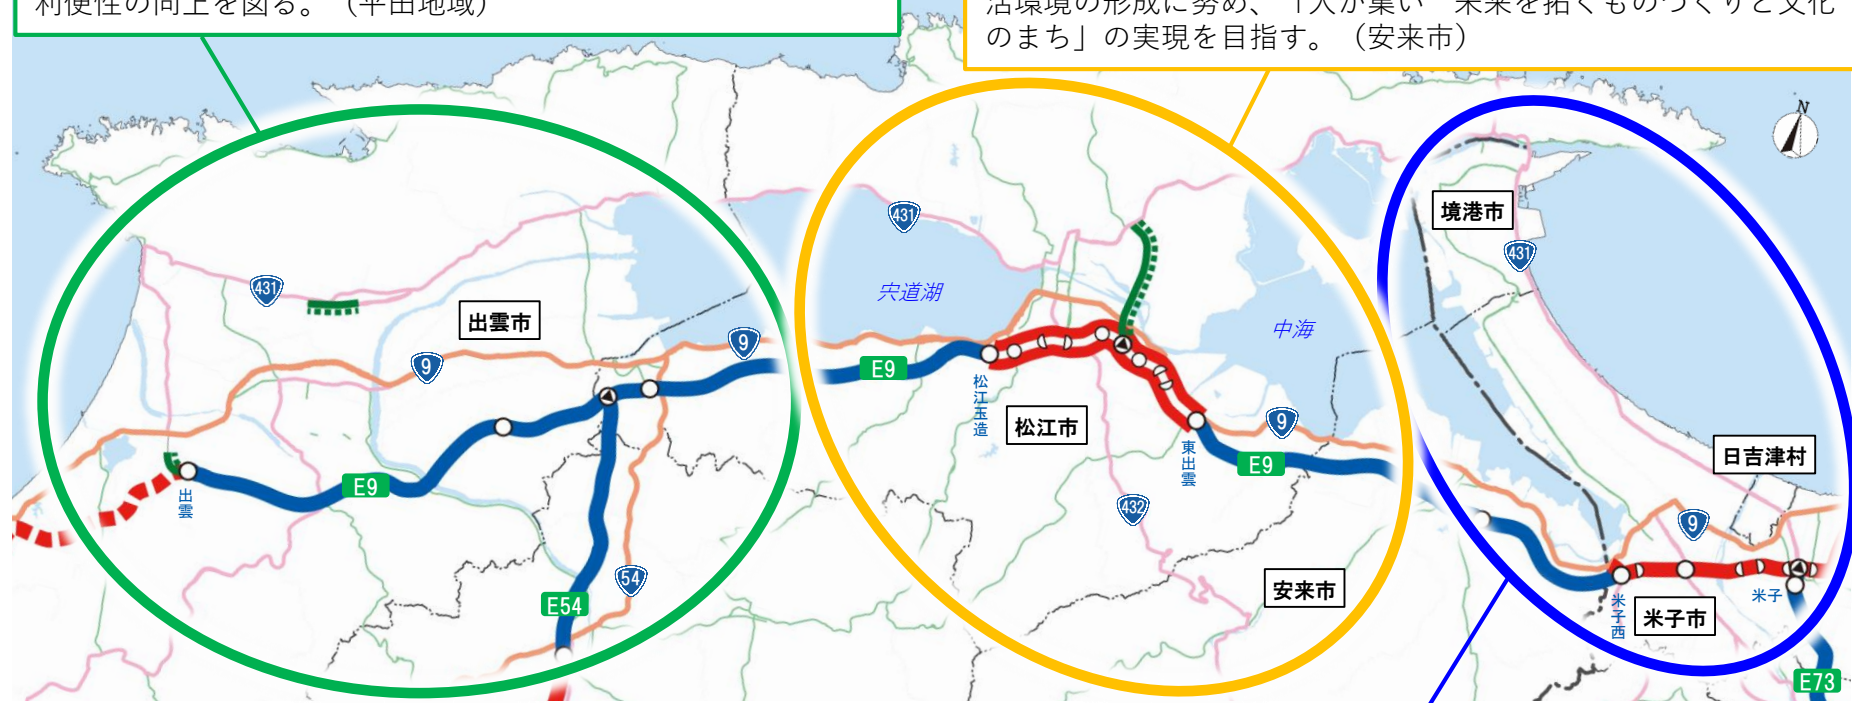 利便性の向上を図る。（平田地域）
活環境の形成に努め、「人が集い　未来を拓くものづくりと文化
のまち」の実現を目指す。（安来市）
N
境港市
431
431
431
宍道湖
出雲市
中海
9
9
E9
松江玉造
松江市
9
東出雲
E9
日吉津村
E9
出雲
432
9
54
E54
安来市
米子西
米子市
米子
E73